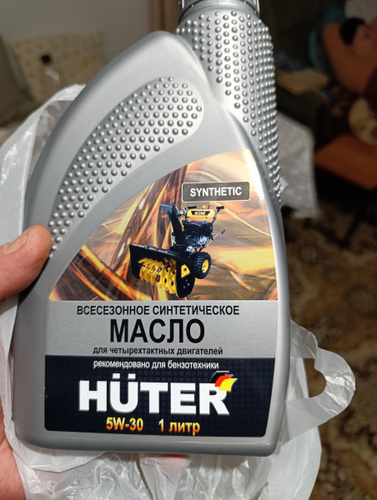 SYNTHETIC
ВСЕСЕЗОННОЕ СИНТЕТИЧЕСКОЕ
МАСЛО
для четырехтактных двигателей
рекомендовано для бензотехники
HÜTER
5W-30 1 литр